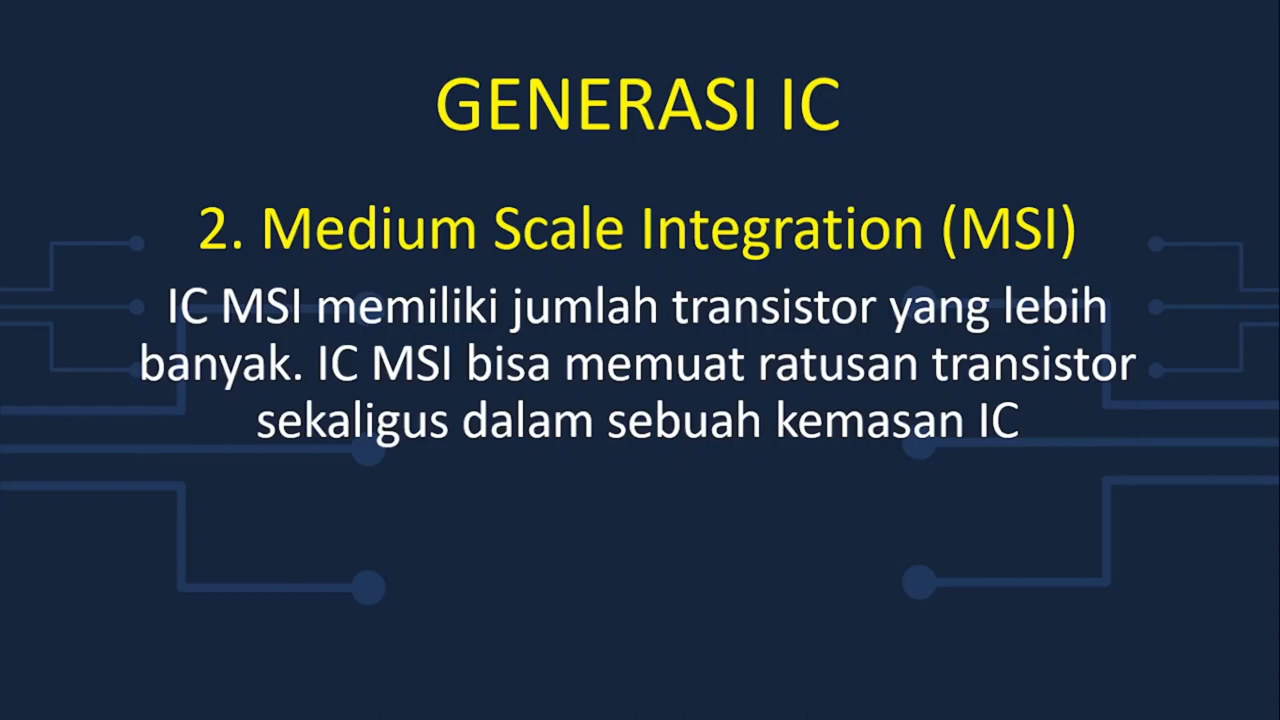 GENERASI IC
2. Medium Scale Integration (MSI)
IC MSI memiliki jumlah transistor yang lebih
banyak. IC MSI bisa memuat ratusan transistor
sekaligus dalam sebuah kemasan IC